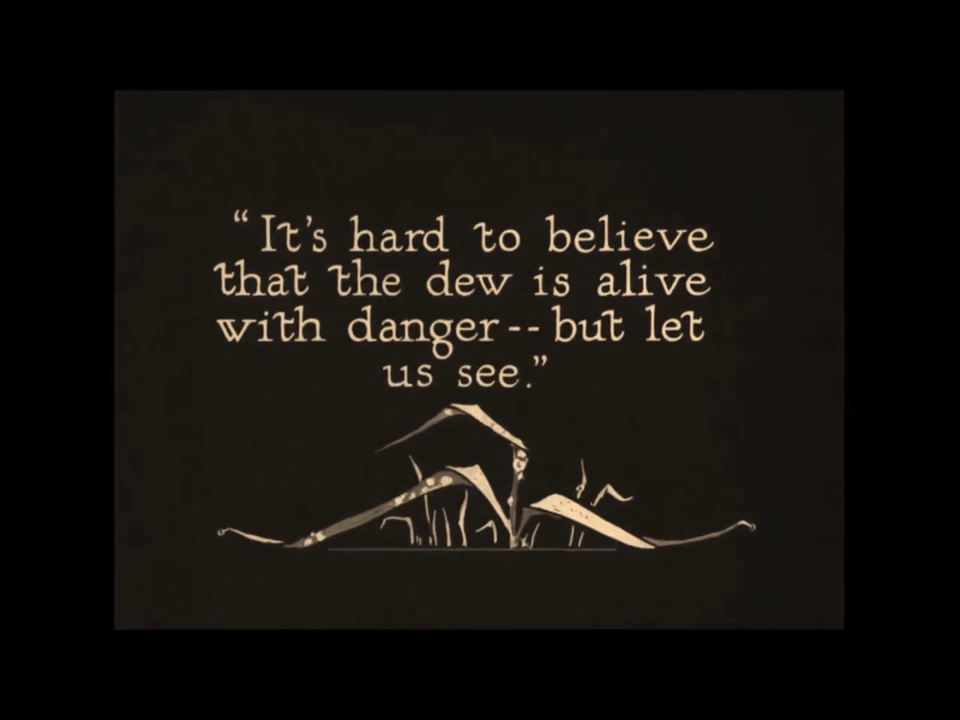 “It’s hard to believe
that the dew is alive
with danger--but let
us see.”